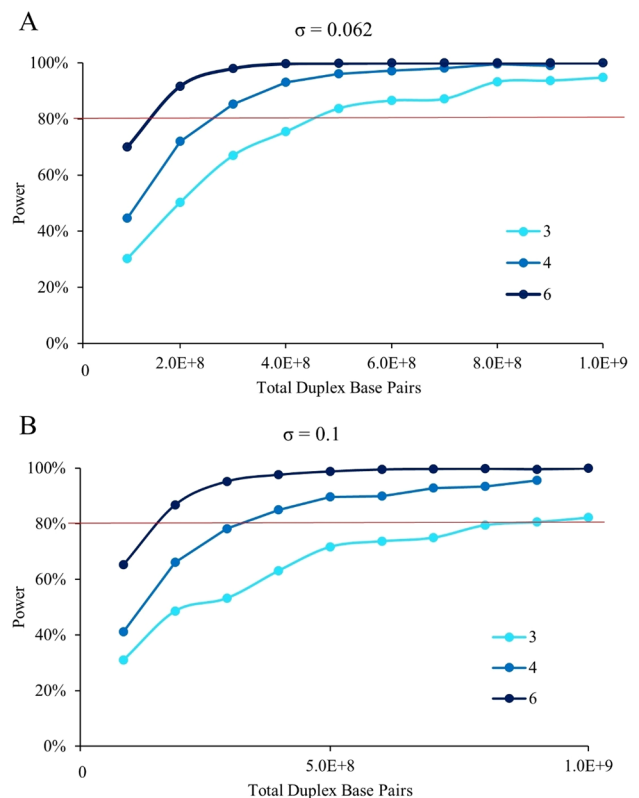 A
σ = 0.062
100%
80%
60%
40%
20%
0%
Power
3
4
6
0
2.0E+8
4.0E+8
6.0E+8
8.0E+8
1.0E+9
Total Duplex Base Pairs
B
σ = 0.1
100%
80%
60%
40%
20%
0%
Power
3
4
6
0
5.0E+8
1.0E+9
Total Duplex Base Pairs